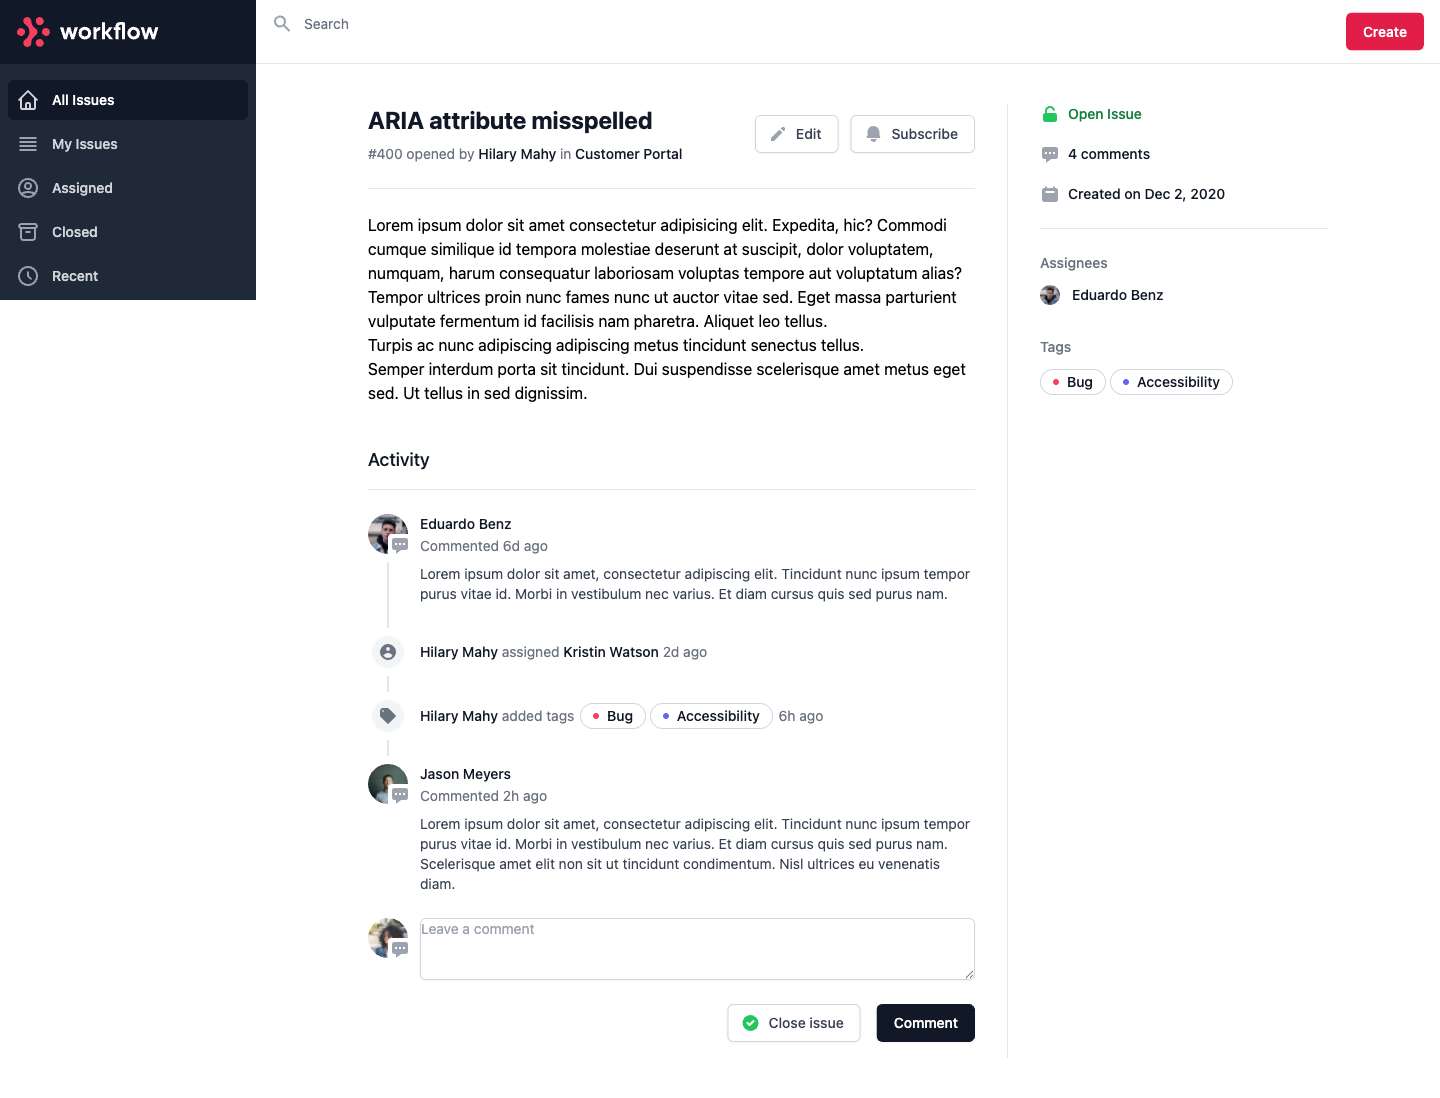 workflow
Search
Create
All Issues
My Issues
Assigned
Closed
Recent
ARIA attribute misspelled
#400 opened by Hilary Mahy in Customer Portal
Edit
Subscribe
Lorem ipsum dolor sit amet consectetur adipisicing elit. Expedita, hic? Commodi
cumque similique id tempora molestiae deserunt at suscipit, dolor voluptatem,
numquam, harum consequatur laboriosam voluptas tempore aut voluptatum alias?
Tempor ultrices proin nunc fames nunc ut auctor vitae sed. Eget massa parturient
vulputate fermentum id facilisis nam pharetra. Aliquet leo tellus.
Turpis ac nunc adipiscing adipiscing metus tincidunt senectus tellus.
Semper interdum porta sit tincidunt. Dui suspendisse scelerisque amet metus eget
sed. Ut tellus in sed dignissim.
Activity
Eduardo Benz
Commented 6d ago
Lorem ipsum dolor sit amet, consectetur adipiscing elit. Tincidunt nunc ipsum tempor
purus vitae id. Morbi in vestibulum nec varius. Et diam cursus quis sed purus nam.
Hilary Mahy assigned Kristin Watson 2d ago
Hilary Mahy added tags Bug Accessibility 6h ago
Jason Meyers
Commented 2h ago
Lorem ipsum dolor sit amet, consectetur adipiscing elit. Tincidunt nunc ipsum tempor
purus vitae id. Morbi in vestibulum nec varius. Et diam cursus quis sed purus nam.
Scelerisque amet elit non sit ut tincidunt condimentum. Nisl ultrices eu venenatis
diam.
Leave a comment
Close issue
Comment
Open Issue
4 comments
Created on Dec 2, 2020
Assignees
Eduardo Benz
Tags
Bug
Accessibility